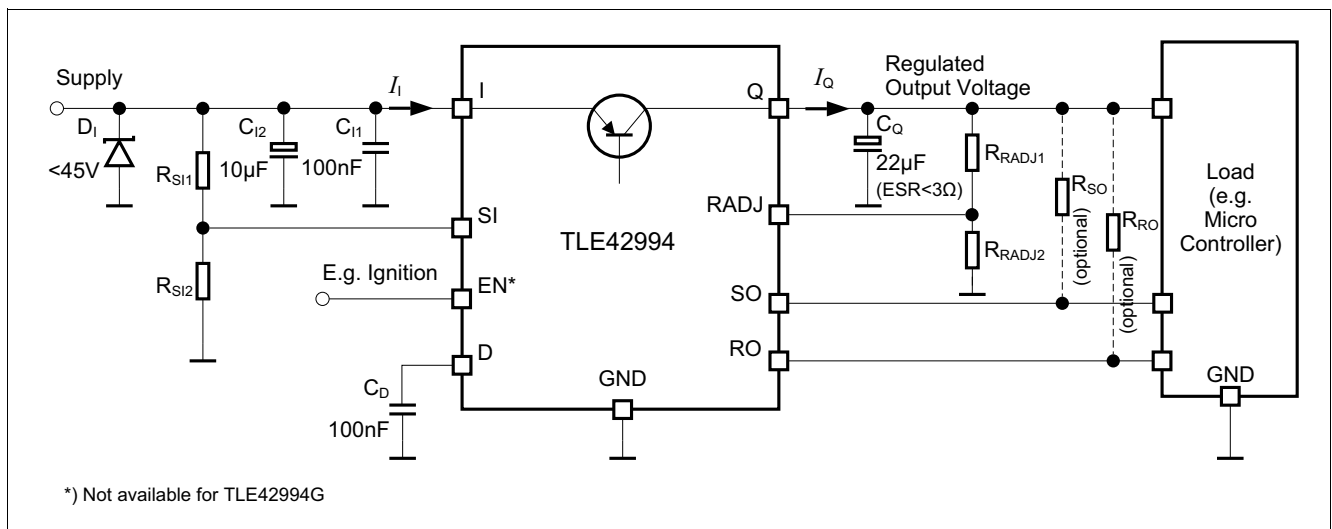 Supply
I_I
I
Q
I_Q
Regulated
Output Voltage
D_I
<45V
R_SI1
C_I2
10µF
C_I1
100nF
C_Q
22µF
(ESR<3Ω)
R_RADJ1
R_SO
(optional)
R_RO
(optional)
Load
(e.g.
Micro
Controller)
SI
RADJ
TLE42994
R_SI2
E.g. Ignition
EN*
R_RADJ2
SO
D
RO
GND
GND
C_D
100nF
*) Not available for TLE42994G